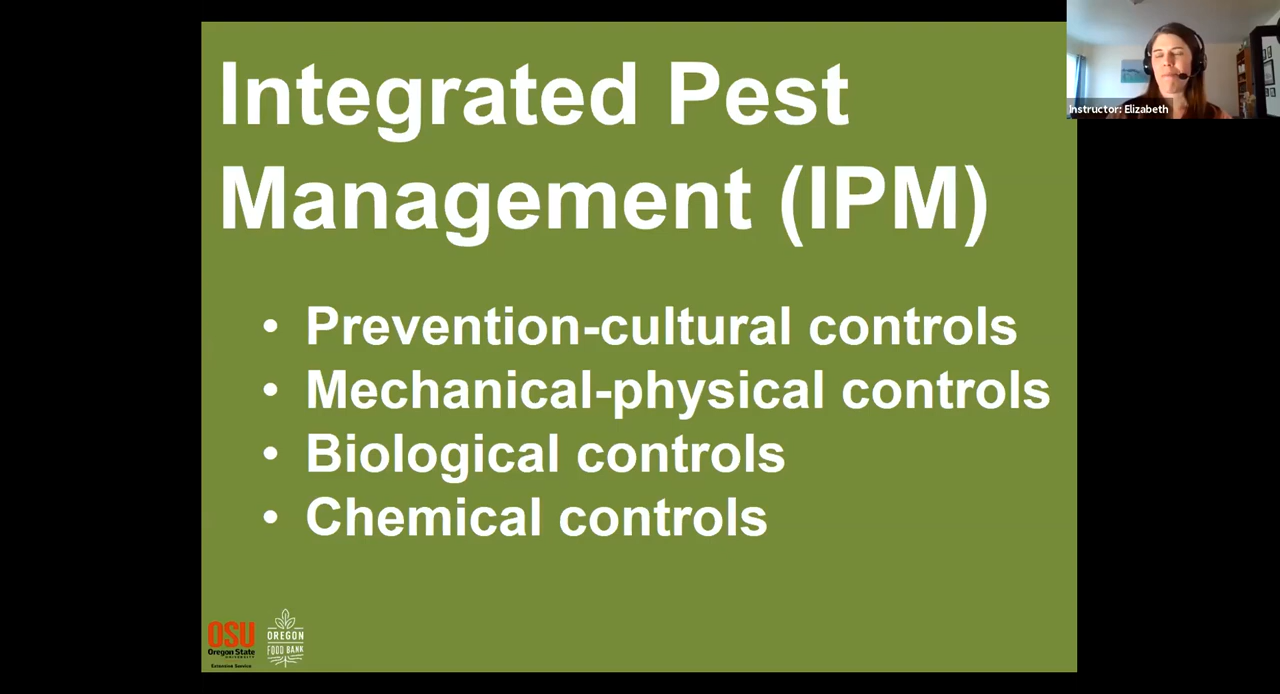 Integrated Pest
Management (IPM)
• Prevention-cultural controls
• Mechanical-physical controls
• Biological controls
• Chemical controls
Instructor: Elizabeth
OSU
Oregon State
UNIVERSITY
Extension Service
OREGON
FOOD BANK